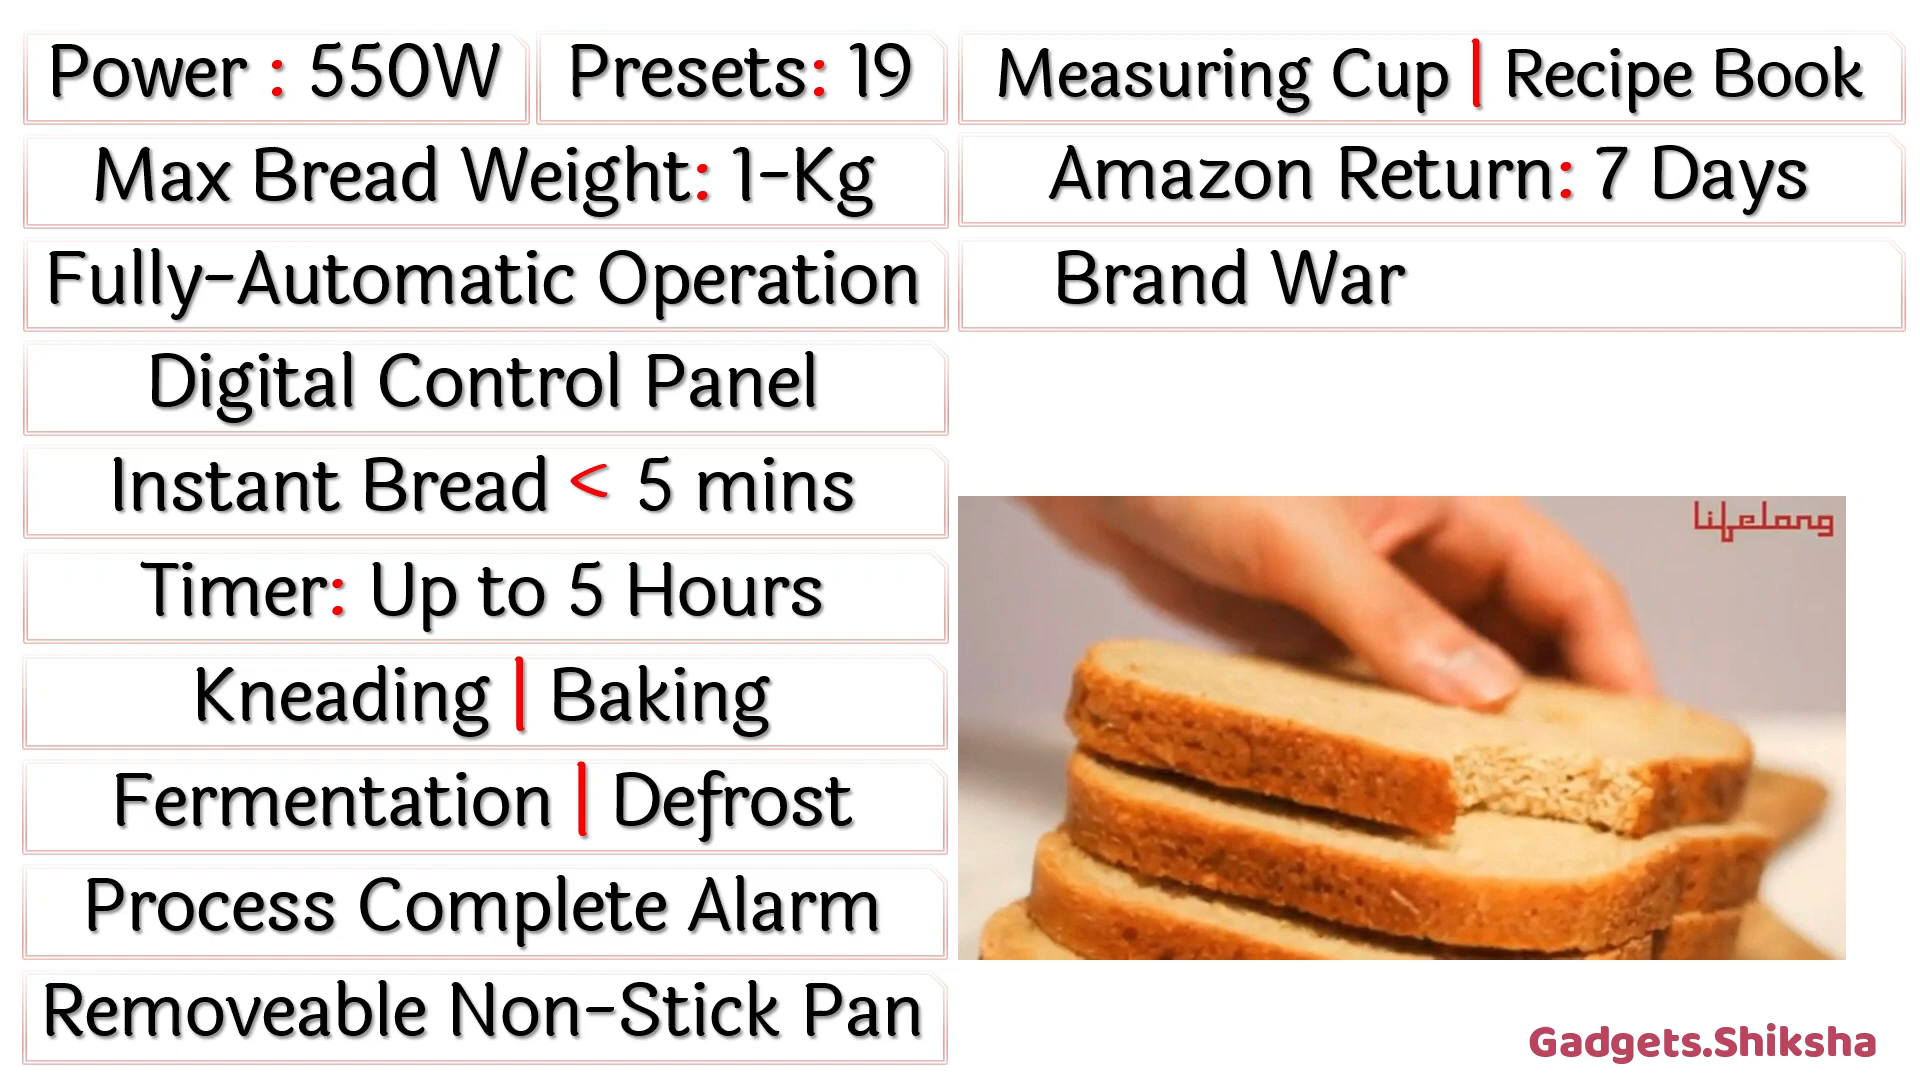 Power : 550W
Presets: 19
Max Bread Weight: 1-Kg
Fully-Automatic Operation
Digital Control Panel
Instant Bread < 5 mins
Timer: Up to 5 Hours
Kneading | Baking
Fermentation | Defrost
Process Complete Alarm
Removeable Non-Stick Pan
Measuring Cup | Recipe Book
Amazon Return: 7 Days
Brand War
Lifelong
Gadgets.Shiksha